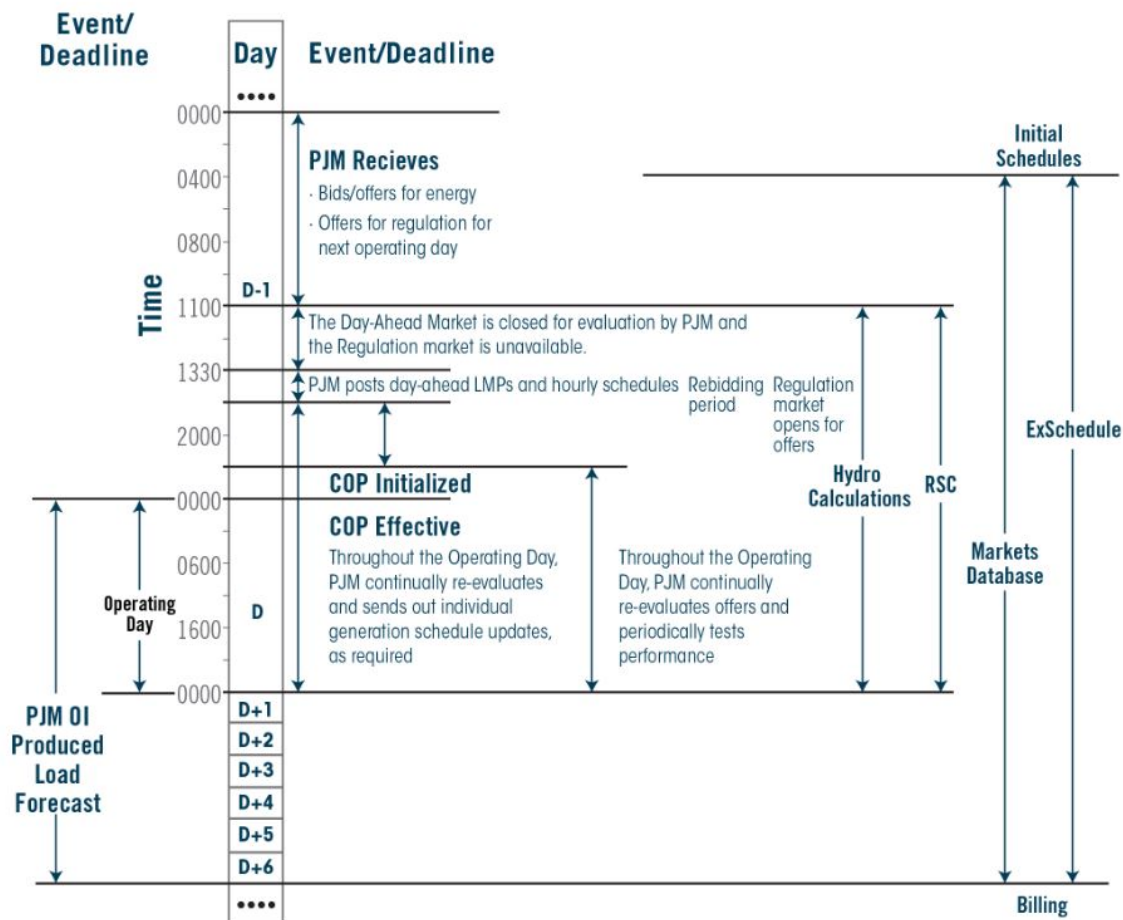 Event/
Deadline
Day
Event/Deadline
••••
0000
Initial
Schedules
PJM Recieves
· Bids/offers for energy
· Offers for regulation for
next operating day
0400
0800
Time
D-1
1100
The Day-Ahead Market is closed for evaluation by PJM and
the Regulation market is unavailable.
1330
PJM posts day-ahead LMPs and hourly schedules
Rebidding
period
Regulation
market
opens for
offers
2000
ExSchedule
Hydro
Calculations
RSC
COP Initialized
0000
COP Effective
Throughout the Operating Day,
PJM continually re-evaluates
and sends out individual
generation schedule updates,
as required
Throughout the Operating
Day, PJM continually
re-evaluates offers and
periodically tests
performance
Markets
Database
0600
Operating
Day
D
1600
0000
PJM OI
Produced
Load
Forecast
D+1
D+2
D+3
D+4
D+5
D+6
••••
Billing